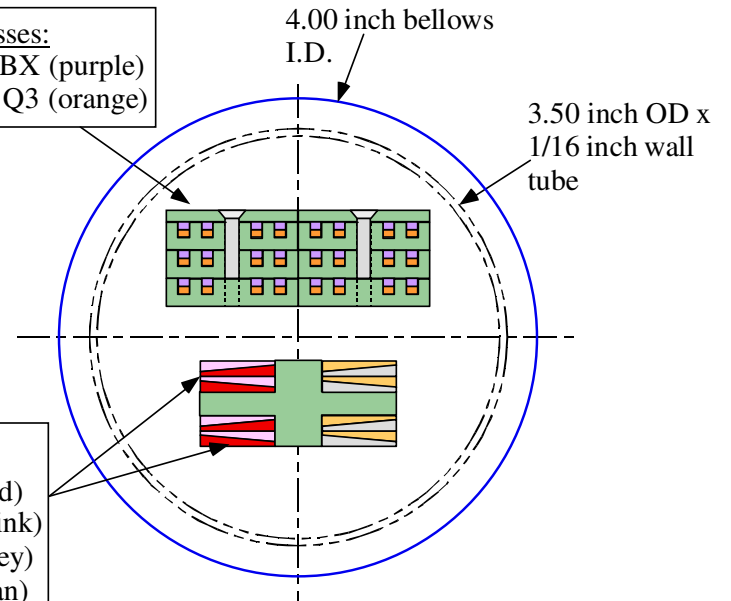 sses:
BX (purple)
Q3 (orange)
4.00 inch bellows
I.D.
3.50 inch OD x
1/16 inch wall
tube
d)
ink)
ey)
an)